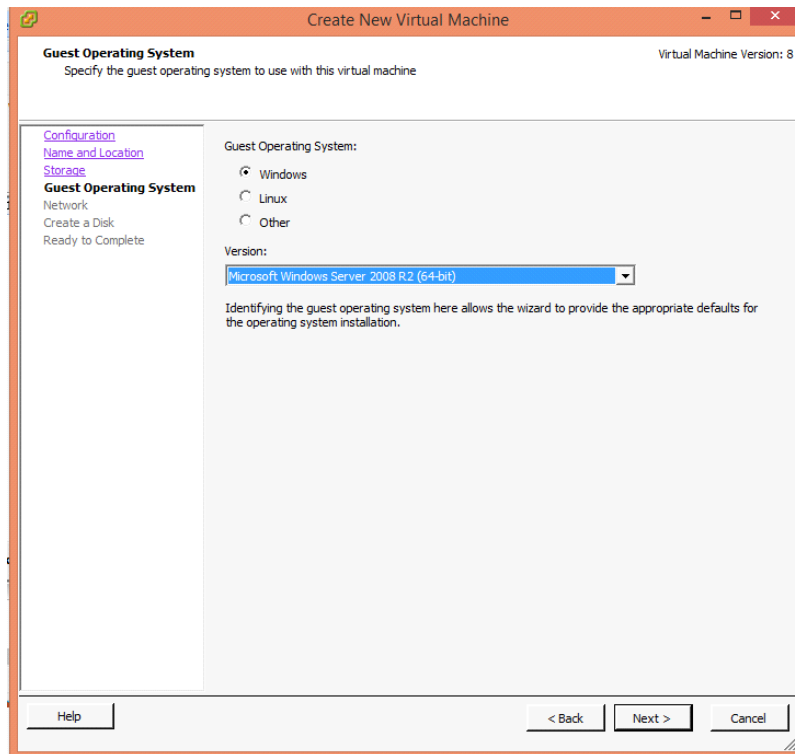 Create New Virtual Machine
Guest Operating System
Virtual Machine Version: 8
Specify the guest operating system to use with this virtual machine
Configuration
Name and Location
Storage
Guest Operating System
Network
Create a Disk
Ready to Complete
Guest Operating System:
Windows
Linux
Other
Version:
Microsoft Windows Server 2008 R2 (64-bit)
Identifying the guest operating system here allows the wizard to provide the appropriate defaults for
the operating system installation.
Help
< Back
Next >
Cancel